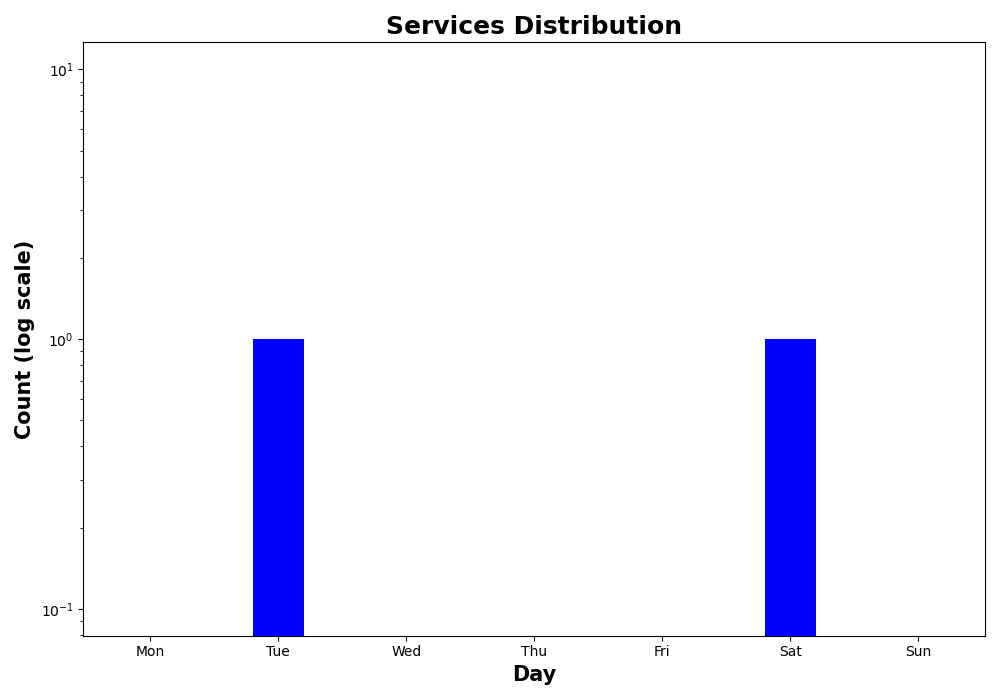 Services Distribution
Count (log scale)
10¹
10⁰
10⁻¹
Mon Tue Wed Thu Fri Sat Sun
Day